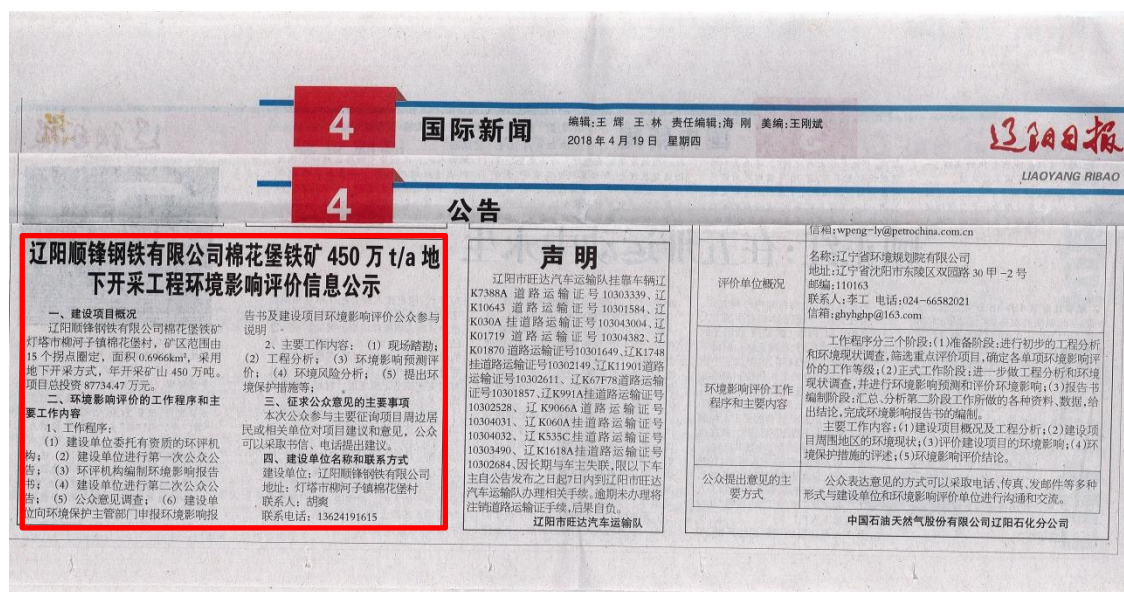 4
国际新闻
编辑:王 辉 王 林 责任编辑:海 刚 美编:王刚斌
2018年4月19日 星期四
辽阳日报
LIAOYANG RIBAO
4
公告
辽阳顺锋钢铁有限公司棉花堡铁矿450万t/a地
下开采工程环境影响评价信息公示
一、建设项目概况
辽阳顺锋钢铁有限公司棉花堡铁矿
灯塔市柳河子镇棉花堡村，矿区范围由
15个拐点圈定，面积0.6966km²，采用
地下开采方式，年开采矿山450万吨。
项目总投资87734.47万元。
二、环境影响评价的工作程序和主
要工作内容
1、工作程序：
（1）建设单位委托有资质的环评机
构；（2）建设单位进行第一次公众公
告；（3）环评机构编制环境影响报告
书；（4）建设单位进行第二次公众公
告；（5）公众意见调查；（6）建设单
位向环境保护主管部门申报环境影响报
告书及建设项目环境影响评价公众参与
说明
2、主要工作内容：（1）现场踏勘；
（2）工程分析；（3）环境影响预测评
价；（4）环境风险分析；（5）提出环
境保护措施等；
三、征求公众意见的主要事项
本次公众参与主要征询项目周边居
民或相关单位对项目建议和意见，公众
可以采取书信、电话提出建议。
四、建设单位名称和联系方式
建设单位：辽阳顺锋钢铁有限公司
地址：灯塔市柳河子镇棉花堡村
联系人：胡爽
联系电话：13624191615
声 明
辽阳市旺达汽车运输队挂靠车辆辽
K7388A 道路运输证号10303339、辽
K10643 道路运输证号10301584、辽
K030A 挂道路运输证号103043004、辽
K01719 道路运输证号10304382、辽
K01870道路运输证号10301649、辽K1748
挂道路运输证号10302149、辽K11901道路
运输证号10302611、辽K67F78道路运输
证号10301857、辽K991A挂道路运输证号
10302528、辽K9066A道路运输证号
10304031、辽K060A挂道路运输证号
10304032、辽K535C挂道路运输证号
10303490、辽K1618A挂道路运输证号
10302684、因长期与车主失联,限以下车
主自公告发布之日起7日内到辽阳市旺达
汽车运输队办理相关手续。逾期未办理将
注销道路运输证手续,后果自负。
辽阳市旺达汽车运输队
信箱:wpeng-ly@petrochina.com.cn
评价单位概况
名称:辽宁省环境规划院有限公司
地址:辽宁省沈阳市东陵区双园路30甲-2号
邮编:110163
联系人:李工 电话:024-66582021
信箱:ghyhghp@163.com
环境影响评价工作
程序和主要内容
工作程序分三个阶段:(1)准备阶段:进行初步的工程分析
和环境现状调查,筛选重点评价项目,确定各单项环境影响评
价的工作等级;(2)正式工作阶段:进一步做工程分析和环境
现状调查,并进行环境影响预测和评价环境影响;(3)报告书
编制阶段:汇总、分析第二阶段工作所做的各种资料、数据,给
出结论,完成环境影响报告书的编制。
主要工作内容:(1)建设项目概况及工程分析;(2)建设项
目周围地区的环境现状;(3)评价建设项目的环境影响;(4)环
境保护措施的评述;(5)环境影响评价结论。
公众提出意见的主
要方式
公众表达意见的方式可以采取电话、传真、发邮件等多种
形式与建设单位和环境影响评价单位进行沟通和交流。
中国石油天然气股份有限公司辽阳石化分公司